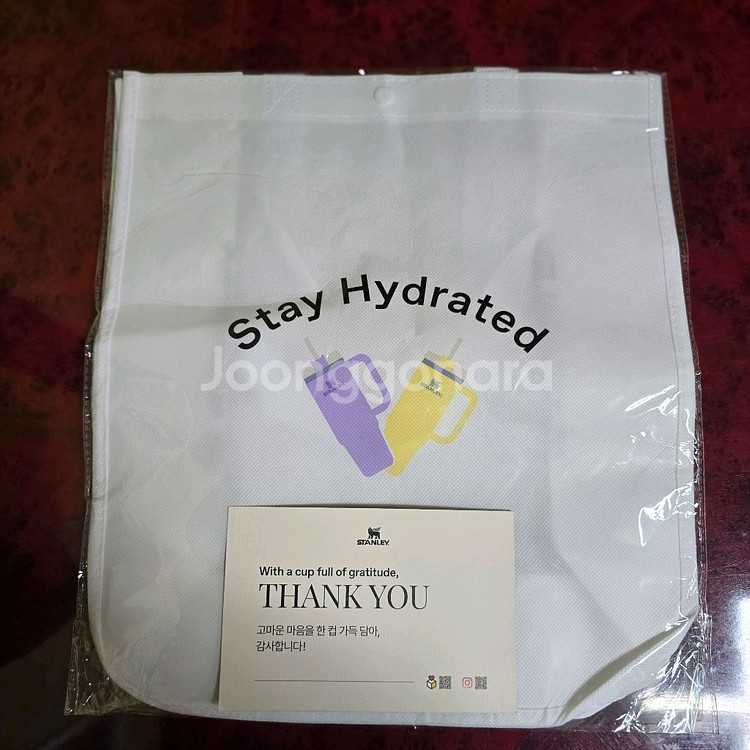 Stay Hydrated
Joonggonara
STANLEY
STANLEY
With a cup full of gratitude,
THANK YOU
고마운 마음을 한 컵 가득 담아,
감사합니다!